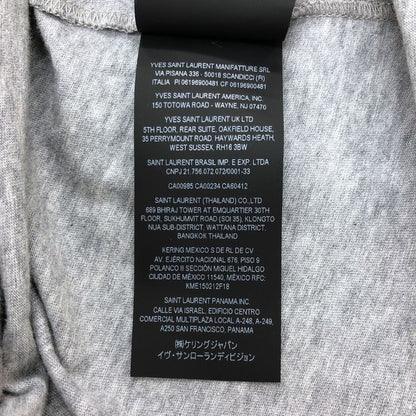 YVES SAINT LAURENT MANIFATTURE SRL
VIA PISANA 336 - 50018 SCANDICCI (FI)
ITALIA PI 06196900481 CF 06196900481
YVES SAINT LAURENT AMERICA, INC.
150 TOTOWA ROAD - WAYNE, NJ 07470
YVES SAINT LAURENT UK LTD
5TH FLOOR, REAR SUITE, OAKFIELD HOUSE,
35 PERRYMOUNT ROAD HAYWARDS HEATH,
WEST SUSSEX, RH16 3BW
SAINT LAURENT BRASIL IMP. E EXP. LTDA
CNPJ 21.756.072.072/0001-33
CA00985 CA00234 CA60412
SAINT LAURENT (THAILAND) CO., LTD
689 BHIRAJ TOWER AT EMQUARTIER 30TH
FLOOR, SUKHUMVIT ROAD (SOI 35), KLONGTO
NUA SUB-DISTRICT, WATTANA DISTRICT,
BANGKOK THAILAND
KERING MEXICO S DE RL DE CV
AV. EJÉRCITO NACIONAL 676, PISO 9
POLANCO II SECCIÓN MIGUEL HIDALGO
CIUDAD DE MÉXICO 11540, MÉXICO RFC:
KME150212F18
SAINT LAURENT PANAMA INC.
CALLE VIA ISRAEL, EDIFICIO CENTRO
COMERCIAL MULTIPLAZA LOCAL A-248, A-249,
A250 SAN FRANCISCO, PANAMA
㈱ケリングジャパン
イヴ・サンローランディビジョン